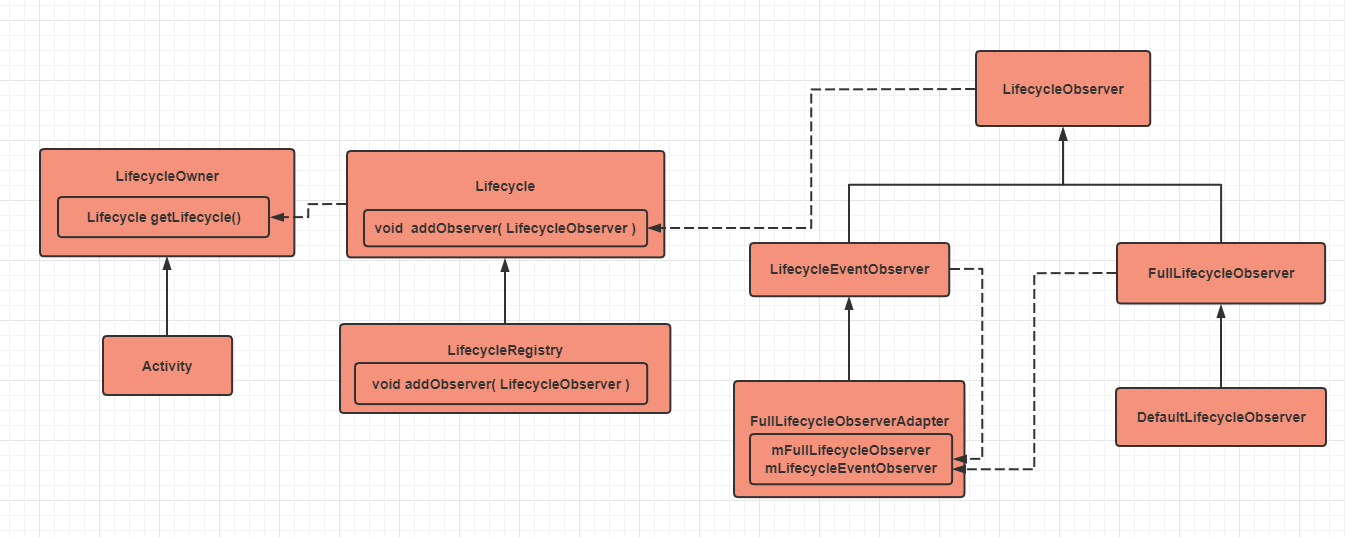 LifecycleObserver
LifecycleOwner
Lifecycle getLifecycle()
Lifecycle
void addObserver( LifecycleObserver )
LifecycleEventObserver
FullLifecycleObserver
Activity
LifecycleRegistry
void addObserver( LifecycleObserver )
FullLifecycleObserverAdapter
mFullLifecycleObserver
mLifecycleEventObserver
DefaultLifecycleObserver